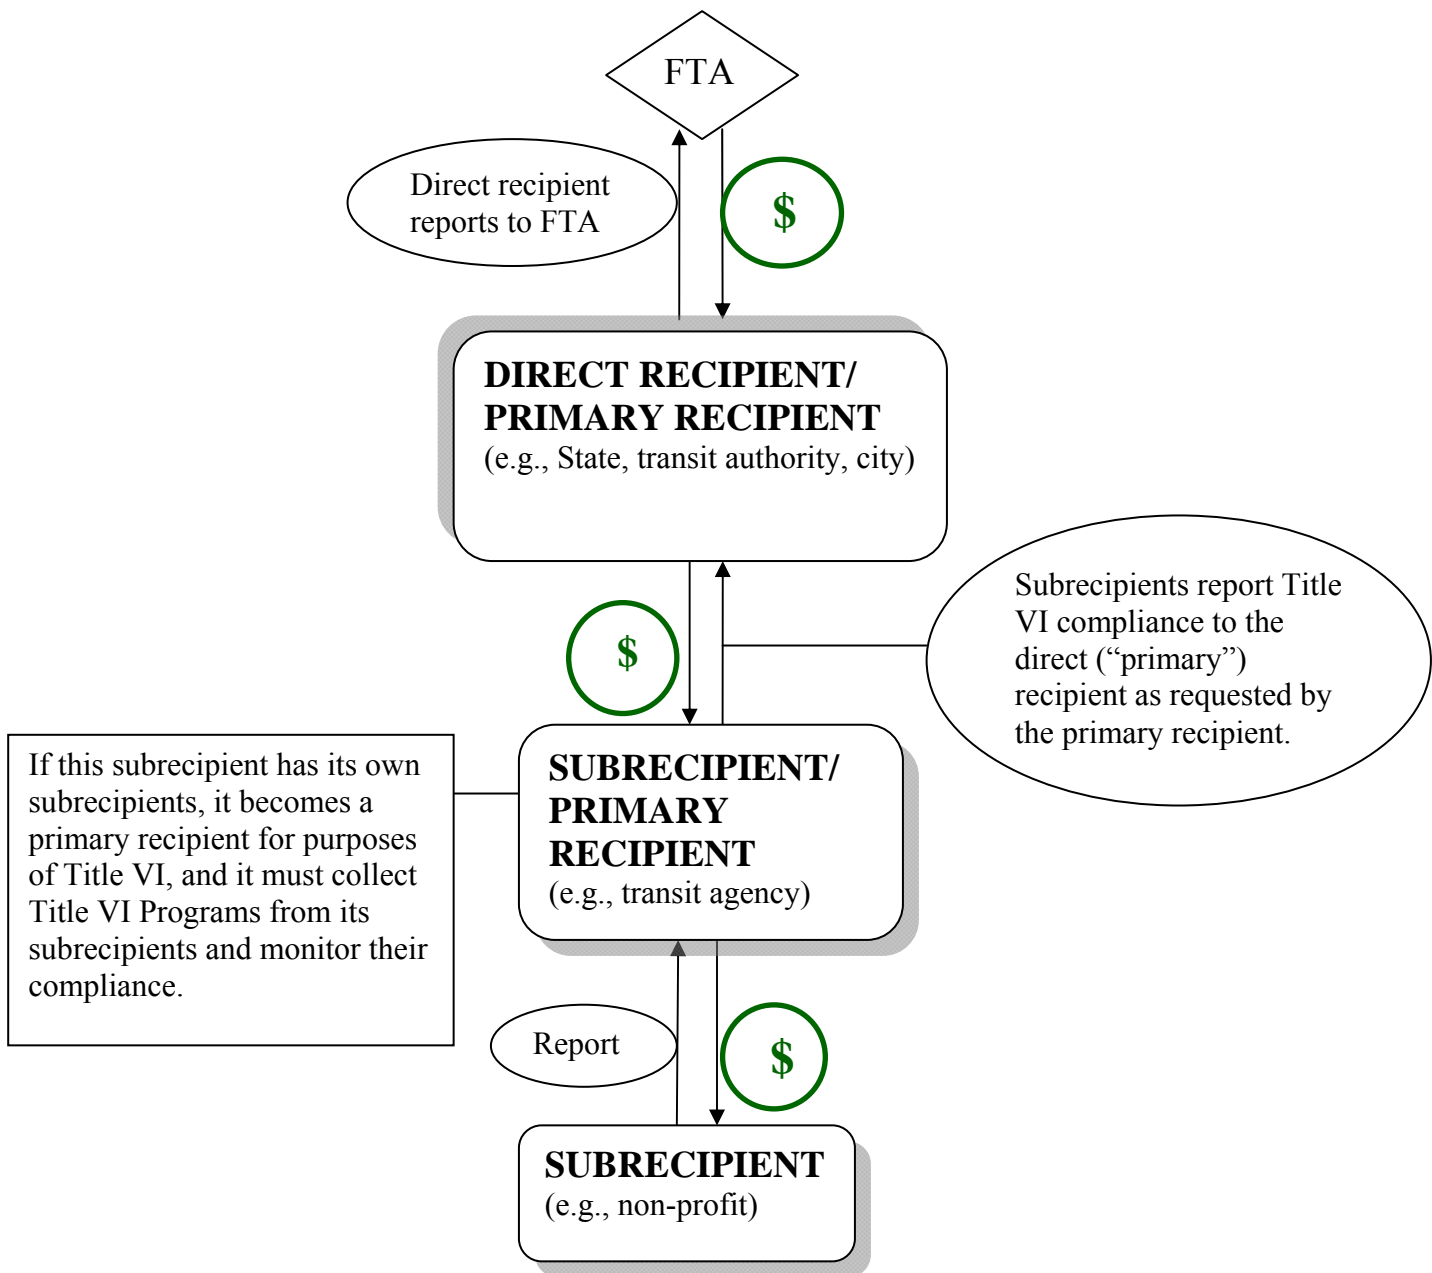 FTA
Direct recipient
reports to FTA
$
DIRECT RECIPIENT/
PRIMARY RECIPIENT
(e.g., State, transit authority, city)
Subrecipients report Title
VI compliance to the
direct (“primary”)
recipient as requested by
the primary recipient.
$
If this subrecipient has its own
subrecipients, it becomes a
primary recipient for purposes
of Title VI, and it must collect
Title VI Programs from its
subrecipients and monitor their
compliance.
SUBRECIPIENT/
PRIMARY
RECIPIENT
(e.g., transit agency)
Report
$
SUBRECIPIENT
(e.g., non-profit)